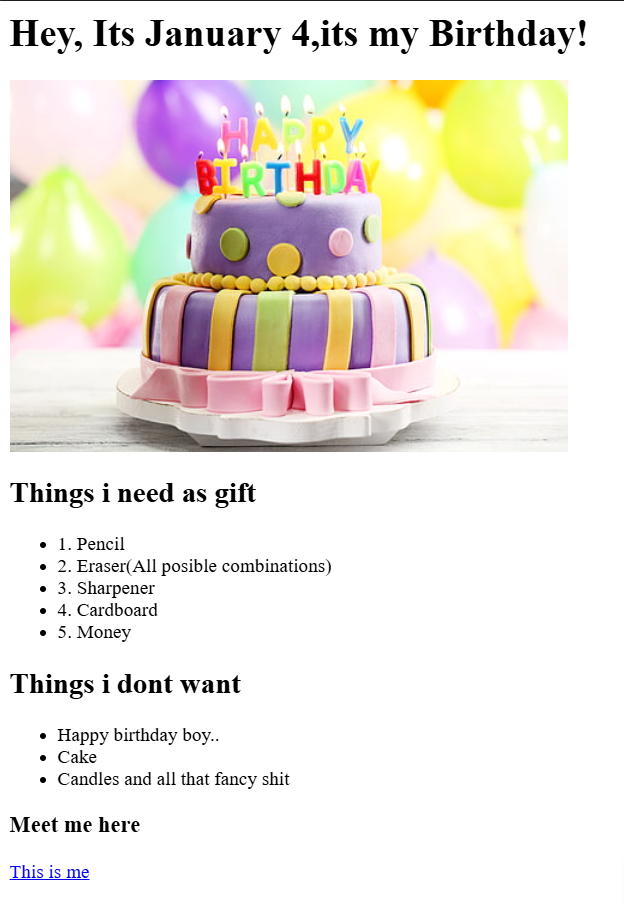 Hey, Its January 4,its my Birthday!
HAPPY
BIRTHDAY
Things i need as gift
1. Pencil
2. Eraser(All posible combinations)
3. Sharpener
4. Cardboard
5. Money
Things i dont want
Happy birthday boy..
Cake
Candles and all that fancy shit
Meet me here
This is me